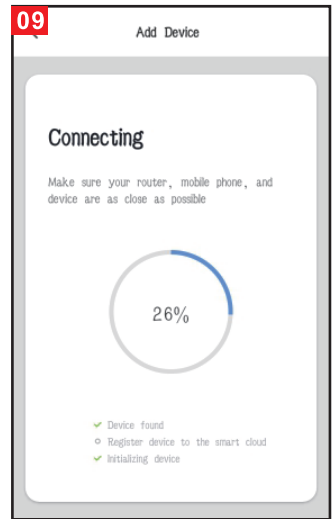 09
Add Device
Connecting
Make sure your router, mobile phone, and
device are as close as possible
26%
Device found
Register device to the smart cloud
Initializing device